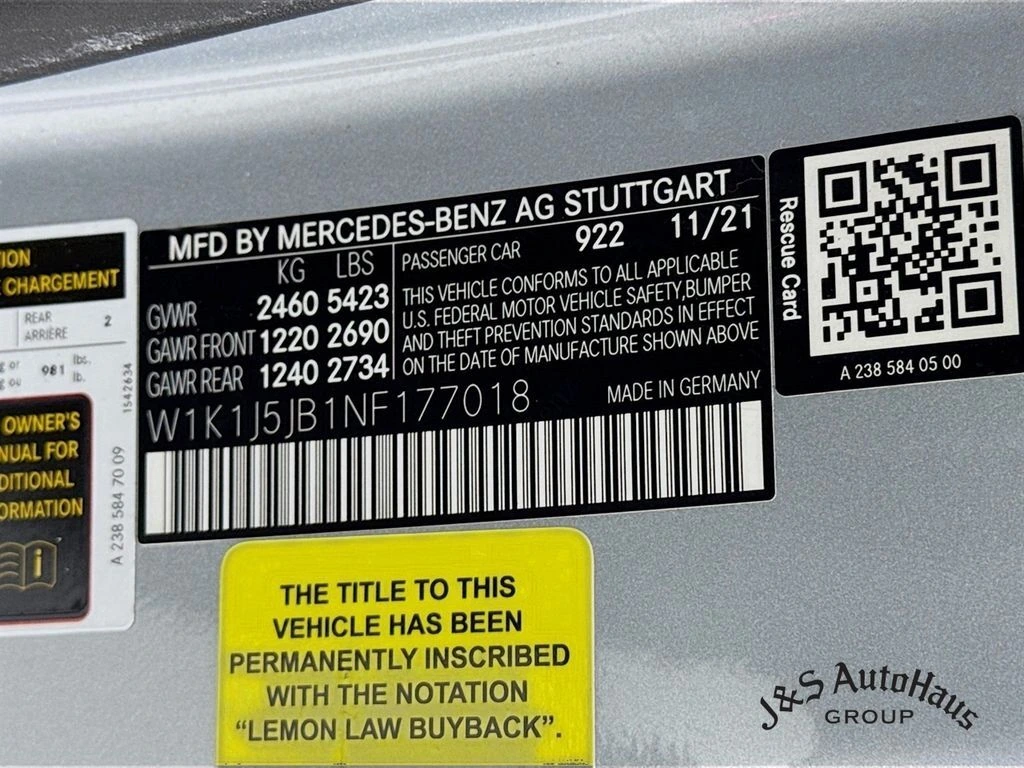 TION
CHARGEMENT
REAR
ARRIÈRE
2
981
lbs.
lb.
1542634
OWNER'S
FOR
A 238 584 70 09
MFD BY MERCEDES-BENZ AG STUTTGART
KG LBS
GVWR 2460 5423
GAWR FRONT 1220 2690
GAWR REAR 1240 2734
PASSENGER CAR 922 11/21
THIS VEHICLE CONFORMS TO ALL APPLICABLE
U.S. FEDERAL MOTOR VEHICLE SAFETY,BUMPER
AND THEFT PREVENTION STANDARDS IN EFFECT
ON THE DATE OF MANUFACTURE SHOWN ABOVE
W1K1J5JB1NF177018
MADE IN GERMANY
Rescue Card
A 238 584 05 00
THE TITLE TO THIS
VEHICLE HAS BEEN
PERMANENTLY INSCRIBED
WITH THE NOTATION
“LEMON LAW BUYBACK”.
J&S AutoHaus
GROUP